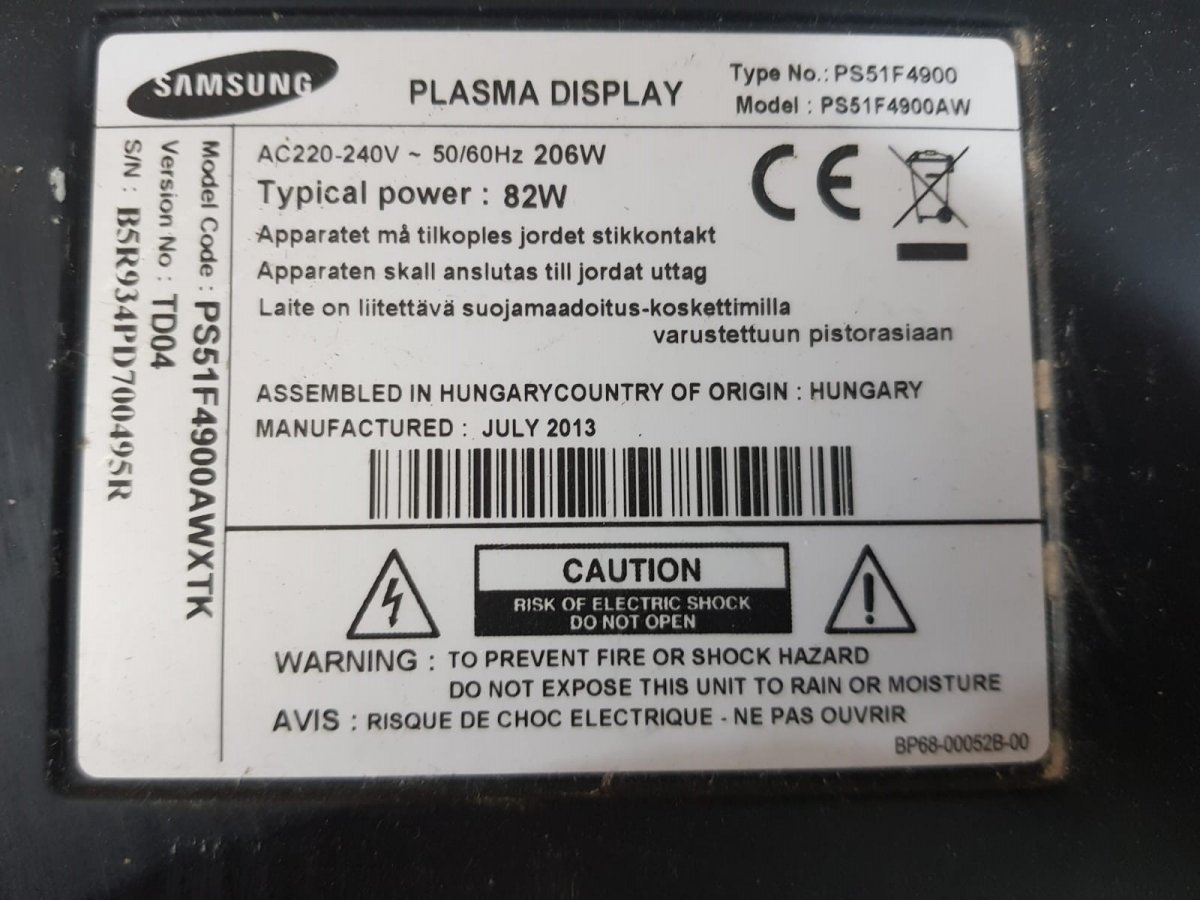 SAMSUNG
PLASMA DISPLAY
Type No.: PS51F4900
Model : PS51F4900AW
Model Code : PS51F4900AWXTK
Version No : TD04
S/N : B5R934PD700495R
AC220-240V ~ 50/60Hz 206W
Typical power : 82W
Apparatet må tilkoples jordet stikkontakt
Apparaten skall anslutas till jordat uttag
Laite on liitettävä suojamaadoitus-koskettimilla
varustettuun pistorasiaan
ASSEMBLED IN HUNGARYCOUNTRY OF ORIGIN : HUNGARY
MANUFACTURED : JULY 2013
CAUTION
RISK OF ELECTRIC SHOCK
DO NOT OPEN
WARNING : TO PREVENT FIRE OR SHOCK HAZARD
DO NOT EXPOSE THIS UNIT TO RAIN OR MOISTURE
AVIS : RISQUE DE CHOC ELECTRIQUE - NE PAS OUVRIR
BP68-00052B-00